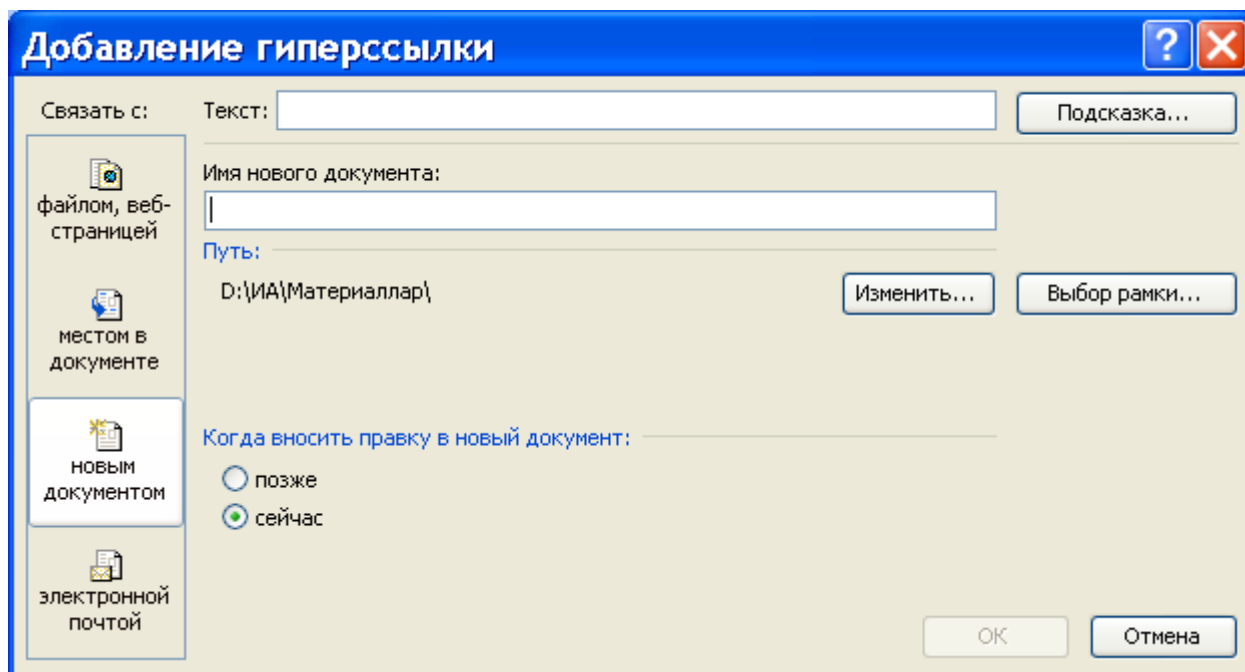 Добавление гиперссылки
Связать с:
Текст:
Подсказка...
файлом, веб-
страницей
местом в
документе
новым
документом
электронной
почтой
Имя нового документа:
Путь:
D:\ИА\Материаллар\
Изменить...
Выбор рамки...
Когда вносить правку в новый документ:
позже
сейчас
ОК
Отмена